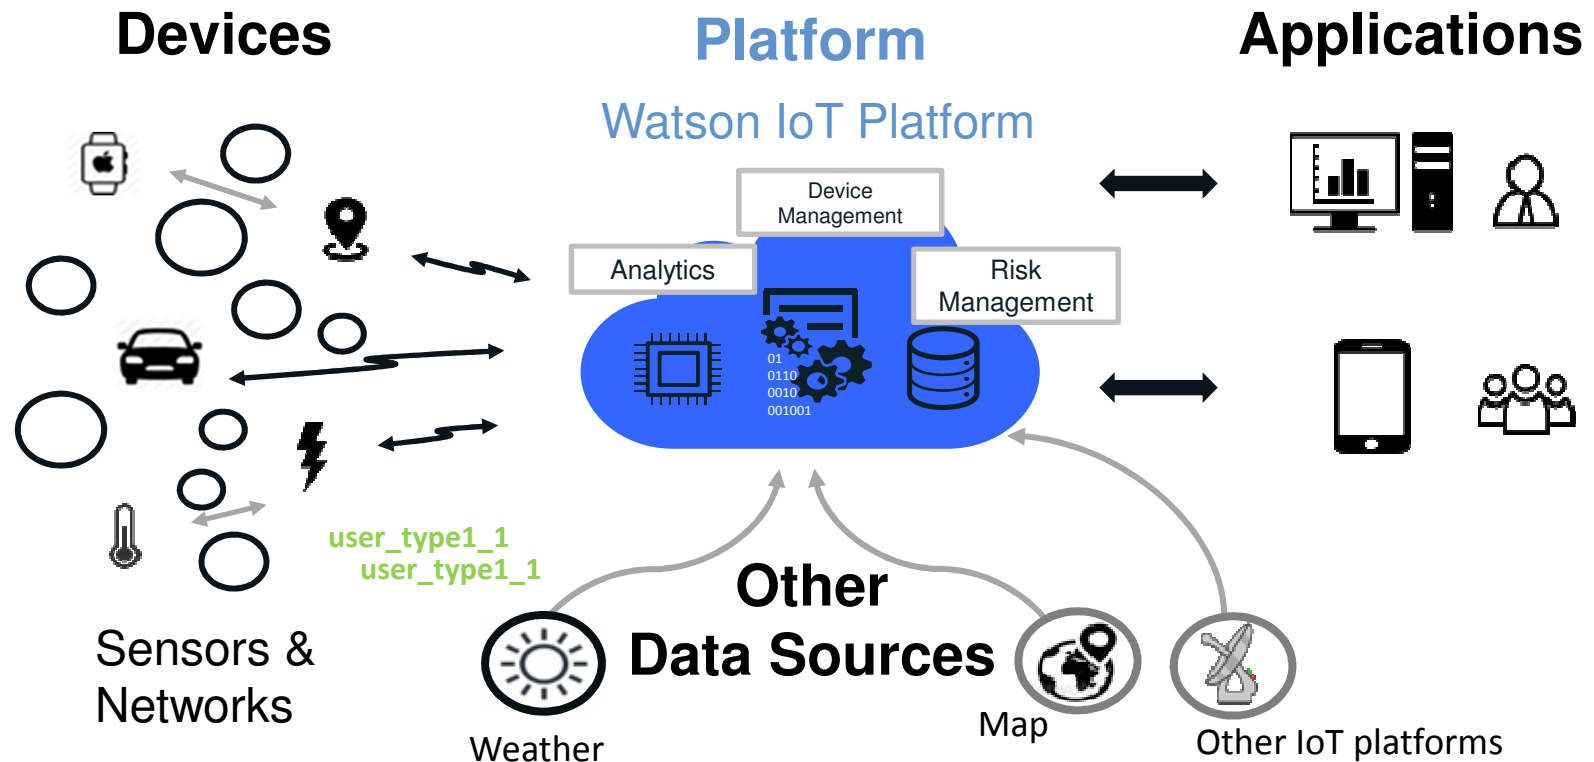 Devices
Platform
Applications
Watson IoT Platform
Device
Management
Analytics
Risk
Management
01
0110
0010
001001
user_type1_1
user_type1_1
Other
Data Sources
Sensors &
Networks
Weather
Map
Other IoT platforms